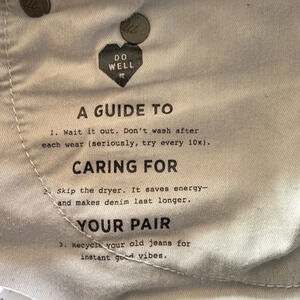 DO
WELL
A GUIDE TO
1. Wait it out. Don't wash after
each wear (seriously, try every 10x).
CARING FOR
2. Skip the dryer. It saves energy—
and makes denim last longer.
YOUR PAIR
3. Recycle your old jeans for
instant good vibes.